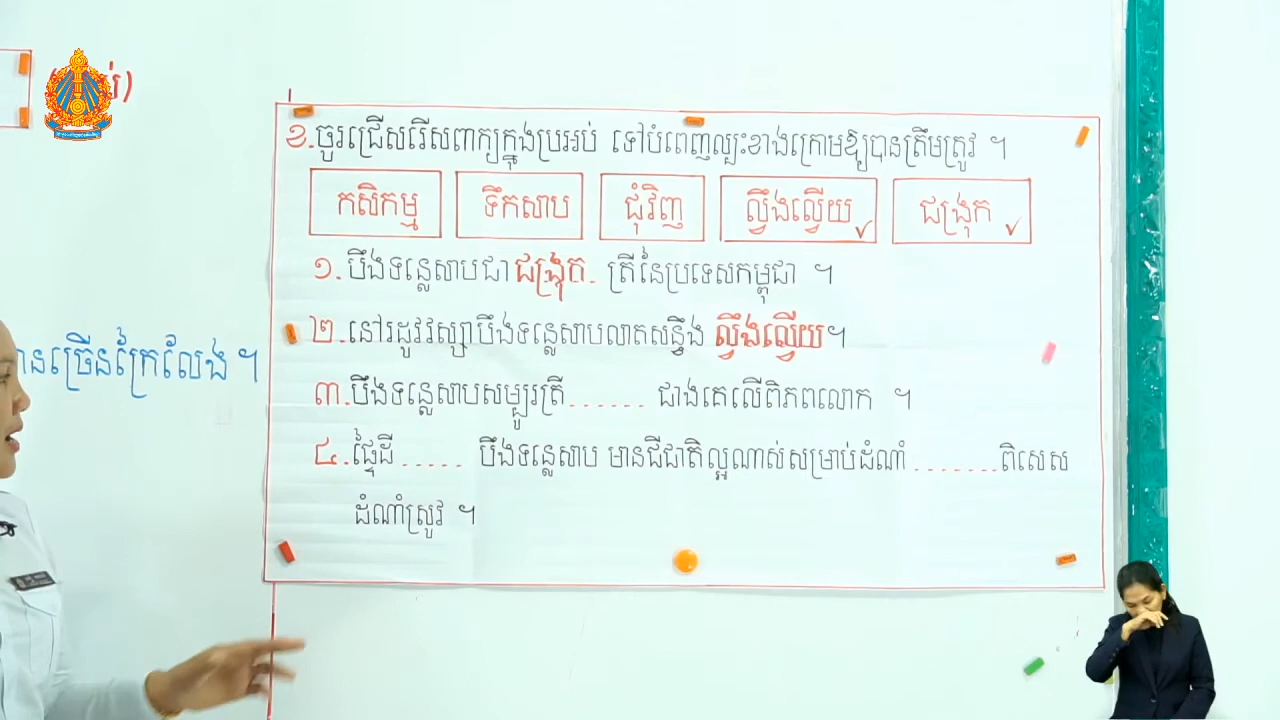 ខ.ចូរជ្រើសរើសពាក្យក្នុងប្រអប់ ទៅបំពេញល្បះខាងក្រោមឱ្យបានត្រឹមត្រូវ ។
កសិកម្ម ទឹកសាប ជុំវិញ ល្វឹងល្វើយ ជង្រុក
១.បឹងទន្លេសាបជាជង្រុក. ត្រីនៃប្រទេសកម្ពុជា ។
២.នៅរដូវវស្សាបឹងទន្លេសាបលាតសន្ធឹង ល្វឹងល្វើយ។
៣.បឹងទន្លេសាបសម្បូរត្រី...... ជាងគេលើពិភពលោក ។
៤.ផ្ទៃដី..... បឹងទន្លេសាប មានជីជាតិល្អណាស់សម្រាប់ដំណាំ.......ពិសេស
ដំណាំស្រូវ ។
ានច្រើនក្រៃលែង ។